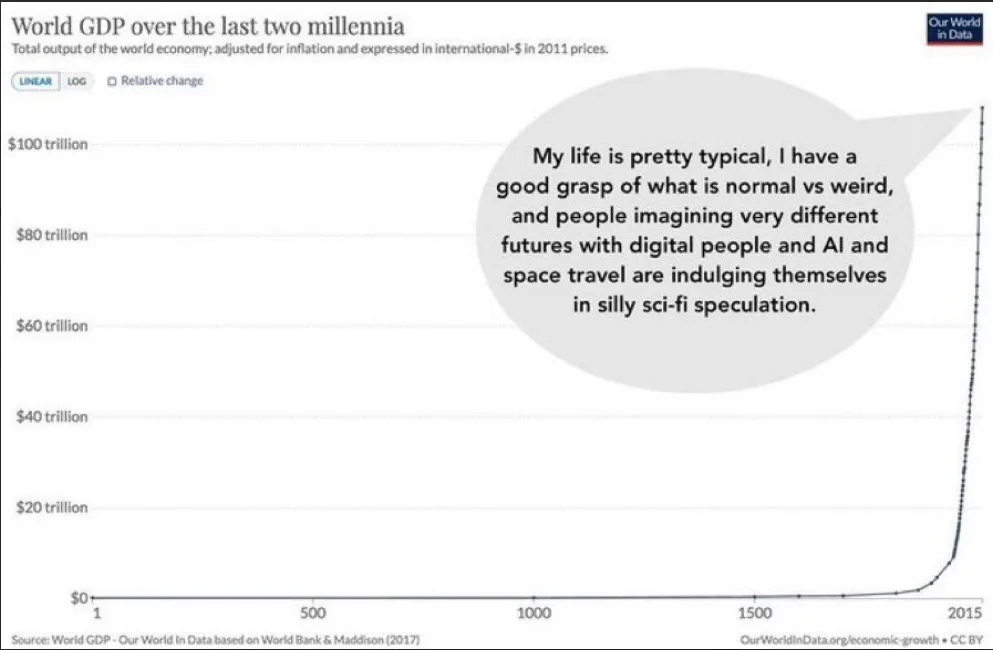 World GDP over the last two millennia
Total output of the world economy; adjusted for inflation and expressed in international-$ in 2011 prices.
Our World
in Data
LINEAR LOG Relative change
$100 trillion
$80 trillion
$60 trillion
$40 trillion
$20 trillion
$0
My life is pretty typical, I have a
good grasp of what is normal vs weird,
and people imagining very different
futures with digital people and AI and
space travel are indulging themselves
in silly sci-fi speculation.
1 500 1000 1500 2015
Source: World GDP - Our World In Data based on World Bank & Maddison (2017)
OurWorldInData.org/economic-growth • CC BY